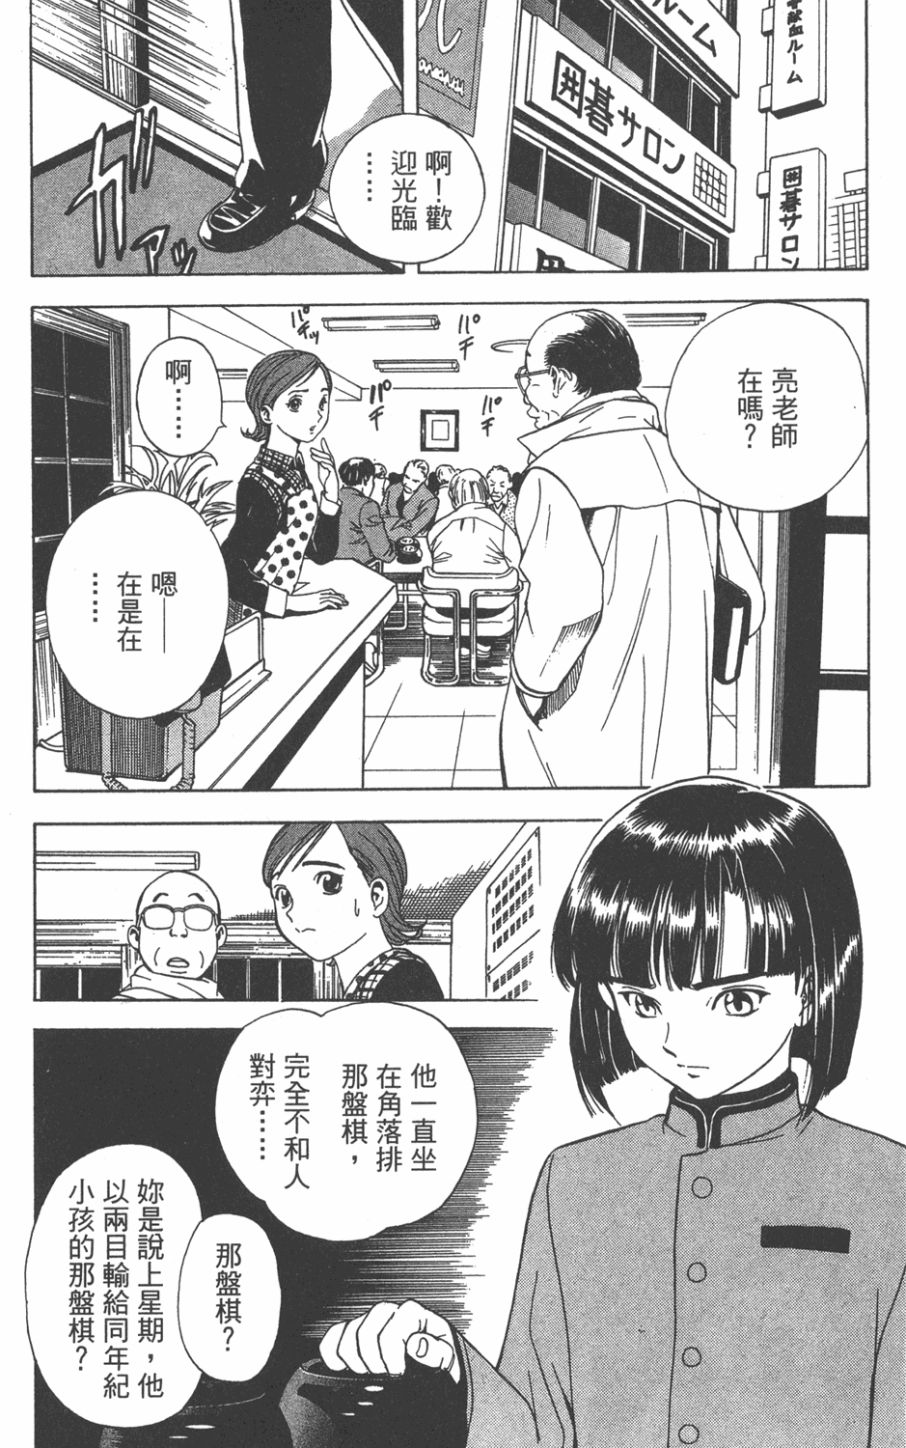 ルーム
囲碁サロン
囲
献血ルーム
囲碁サロン
ガガ
アッ
啊！歡
迎光臨
……
亮老師
在嗎？
パチッ
パチ
パチ
パチ
啊……
嗯——
在是在
……
他一直坐
在角落排
那盤棋，
完全不和人
對弈……
那盤棋？
妳是說上星期，他
以兩目輸給同年紀
小孩的那盤棋？